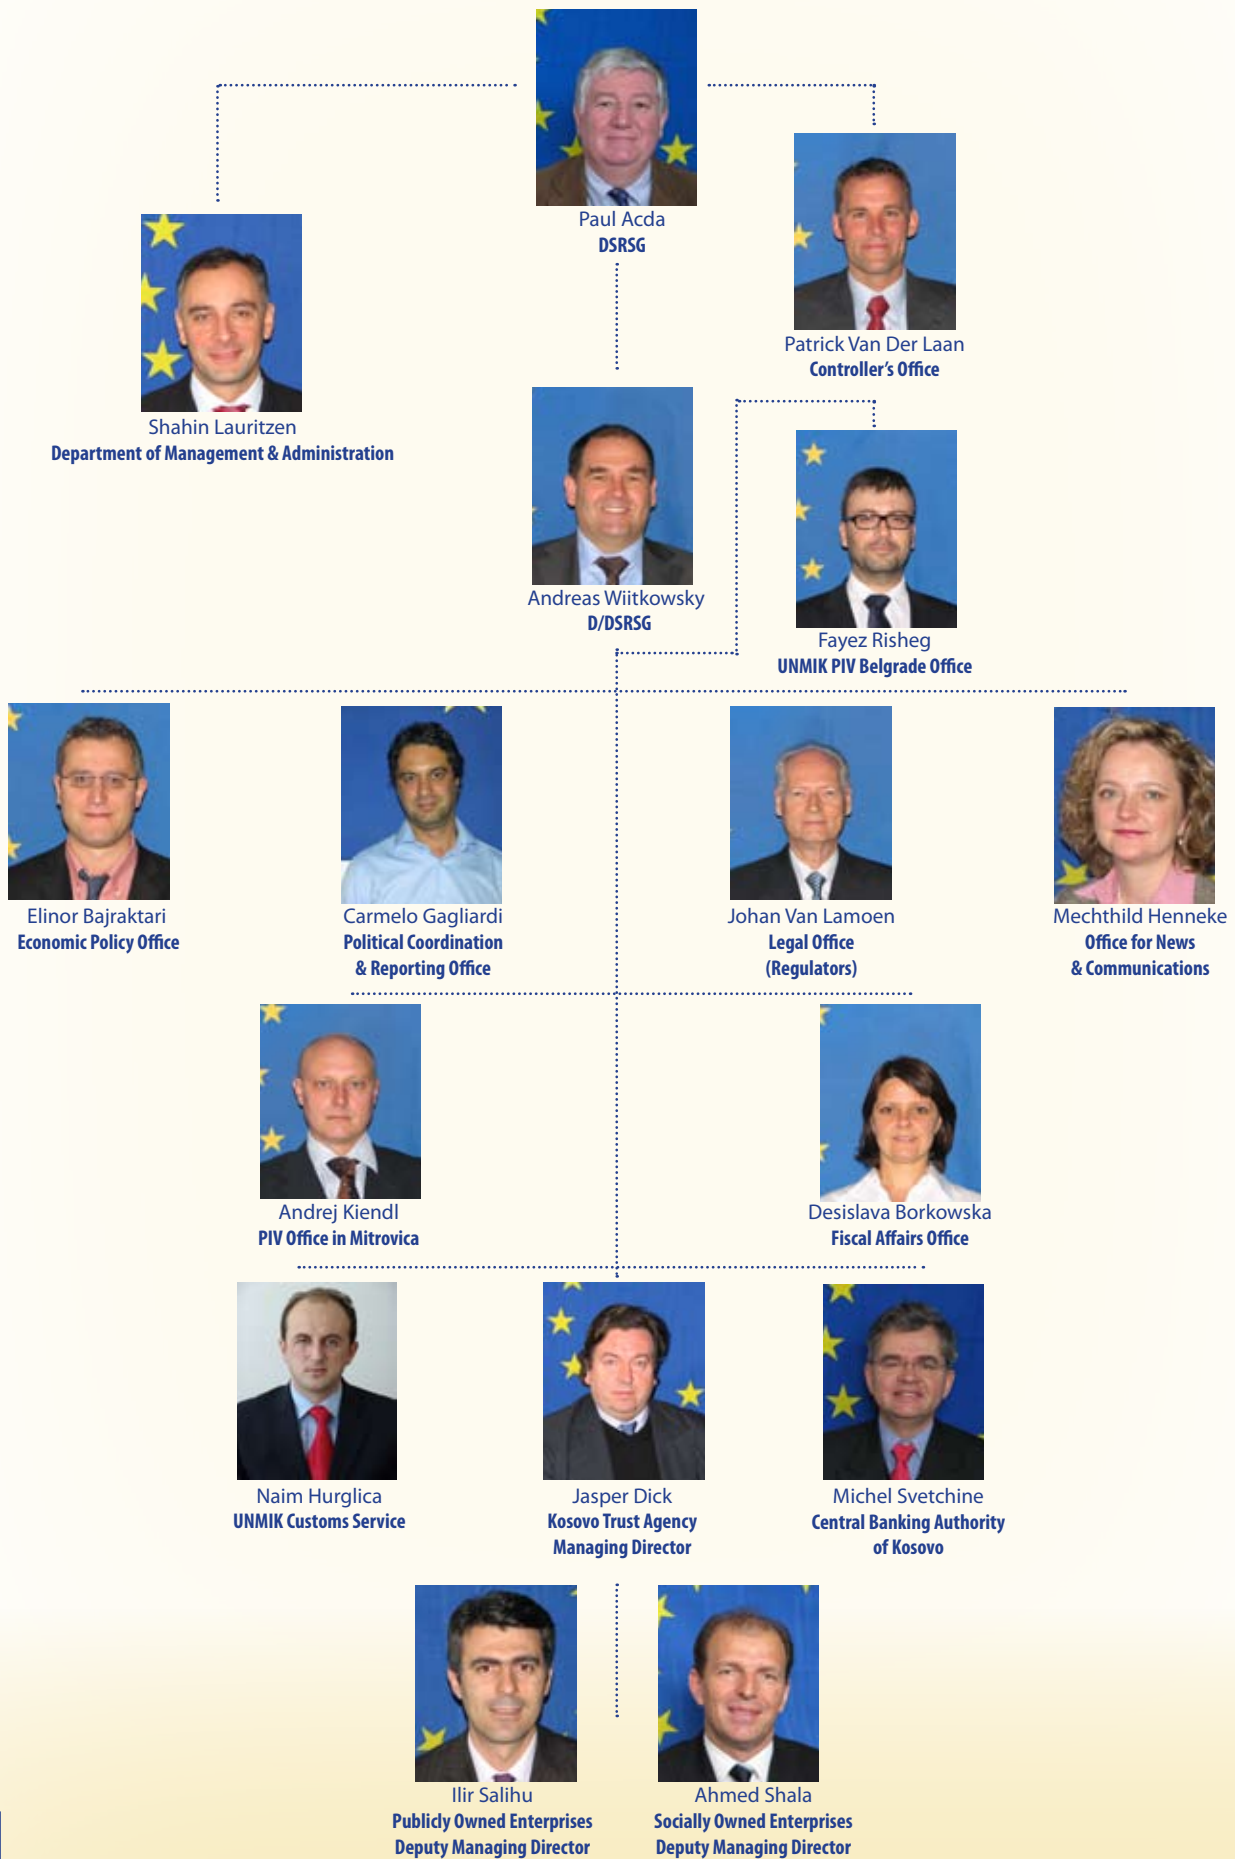 Paul Acda
DSRSG
Patrick Van Der Laan
Controller's Office
Shahin Lauritzen
Department of Management & Administration
Andreas Wiitkowsky
D/DSRSG
Fayez Risheg
UNMIK PIV Belgrade Office
Elinor Bajraktari
Economic Policy Office
Carmelo Gagliardi
Political Coordination
& Reporting Office
Johan Van Lamoen
Legal Office
(Regulators)
Mechthild Henneke
Office for News
& Communications
Andrej Kiendl
PIV Office in Mitrovica
Desislava Borkowska
Fiscal Affairs Office
Naim Hurglica
UNMIK Customs Service
Jasper Dick
Kosovo Trust Agency
Managing Director
Michel Svetchine
Central Banking Authority
of Kosovo
Ilir Salihu
Publicly Owned Enterprises
Deputy Managing Director
Ahmed Shala
Socially Owned Enterprises
Deputy Managing Director